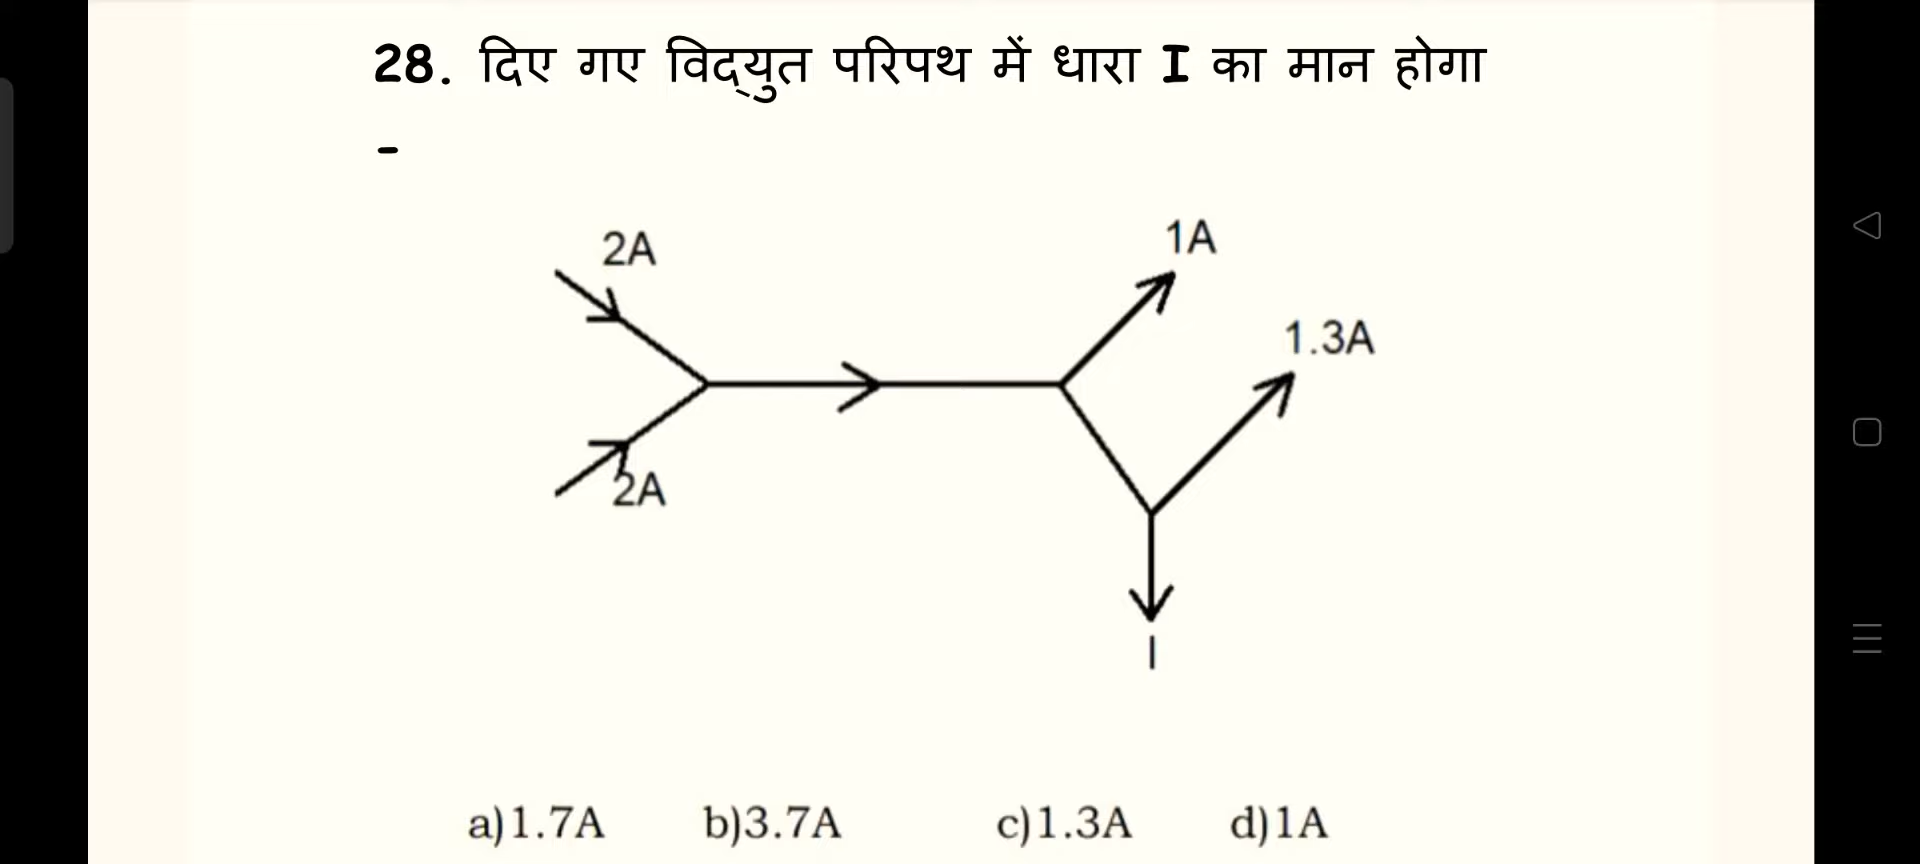 28. दिए गए विद्युत परिपथ में धारा I का मान होगा
-
2A
1A
1.3A
2A
I
a)1.7A b)3.7A c)1.3A d)1A